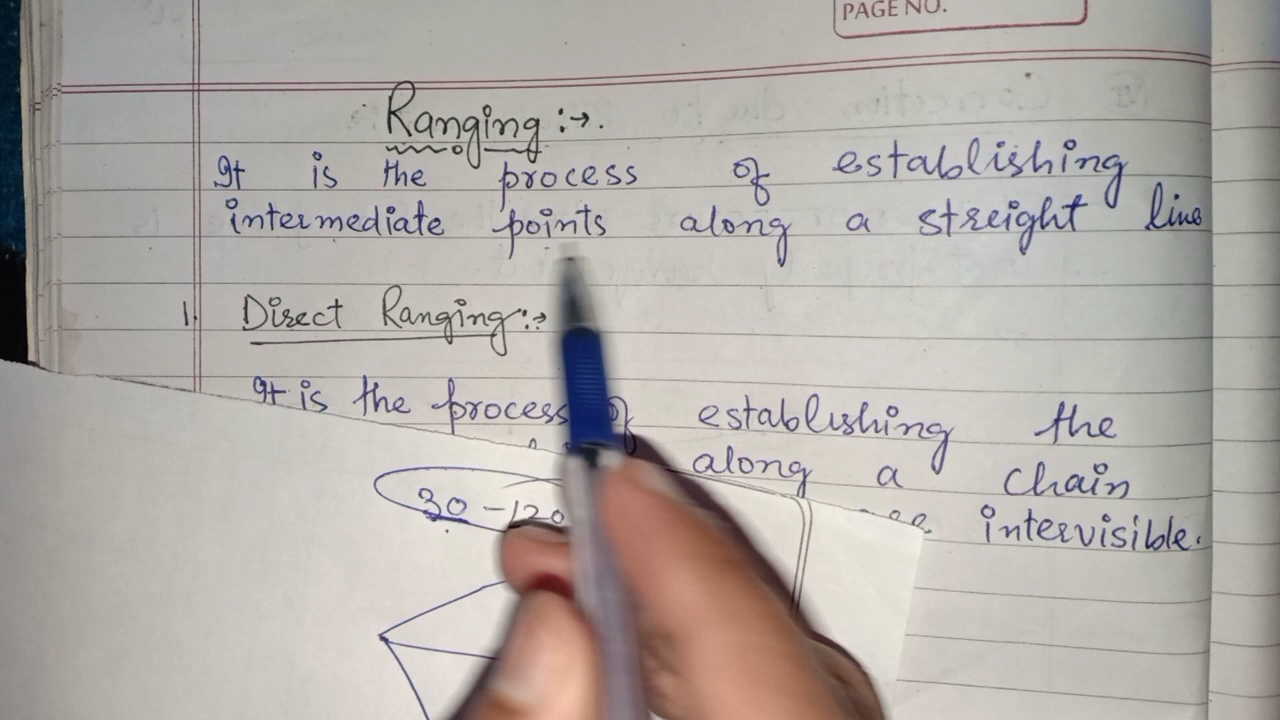 PAGE NO.
Ranging :→.
It is the process of establishing
intermediate points along a streight line
1. Direct Ranging :→
It is the process of establishing the
along a chain
intervisible.
30 - 120